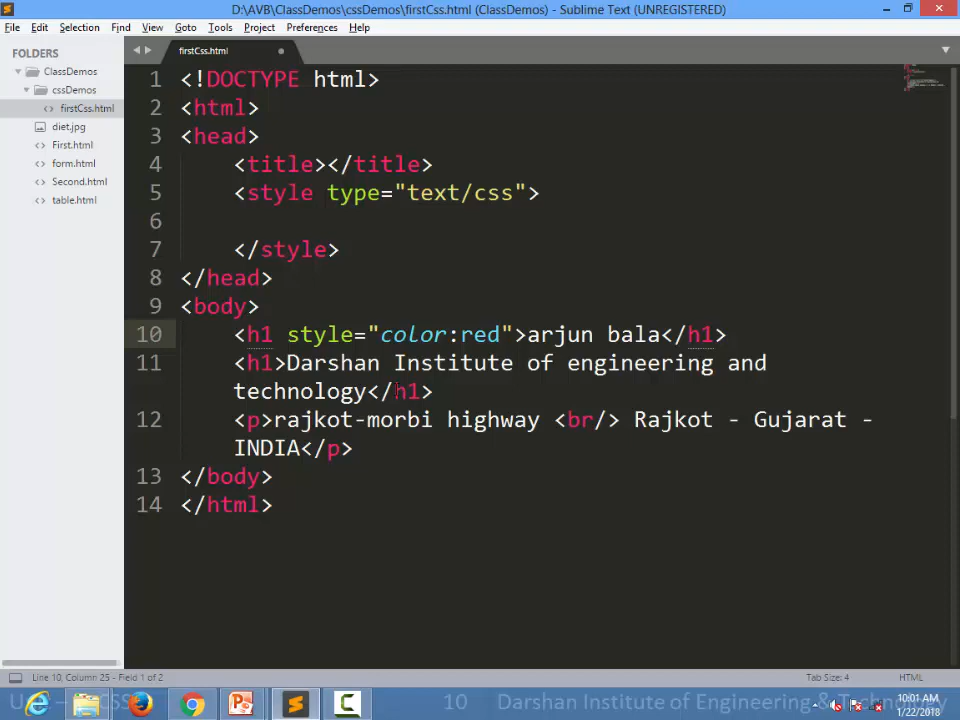 D:\AVB\ClassDemos\cssDemos\firstCss.html (ClassDemos) - Sublime Text (UNREGISTERED)
File Edit Selection Find View Goto Tools Project Preferences Help
FOLDERS
ClassDemos
cssDemos
<> firstCss.html
diet.jpg
<> First.html
<> form.html
<> Second.html
<> table.html
firstCss.html
1 <!DOCTYPE html>
2 <html>
3 <head>
4 <title></title>
5 <style type="text/css">
6
7 </style>
8 </head>
9 <body>
10 <h1 style="color:red">arjun bala</h1>
11 <h1>Darshan Institute of engineering and
technology</h1>
12 <p>rajkot-morbi highway <br/> Rajkot - Gujarat -
INDIA</p>
13 </body>
14 </html>
Line 10, Column 25 - Field 1 of 2
Tab Size: 4
HTML
10 Darshan Institute of Engineering & Technology
10:01 AM
1/22/2018